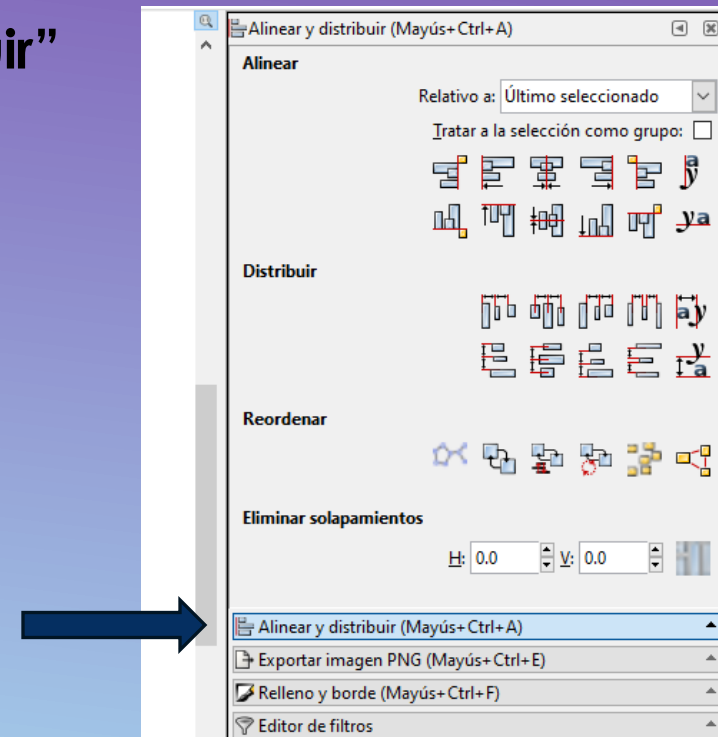 ir”
Alinear y distribuir (Mayús+Ctrl+A)
Alinear
Relativo a: Último seleccionado
Tratar a la selección como grupo:
Distribuir
Reordenar
Eliminar solapamientos
H: 0.0 V: 0.0
Alinear y distribuir (Mayús+Ctrl+A)
Exportar imagen PNG (Mayús+Ctrl+E)
Relleno y borde (Mayús+Ctrl+F)
Editor de filtros